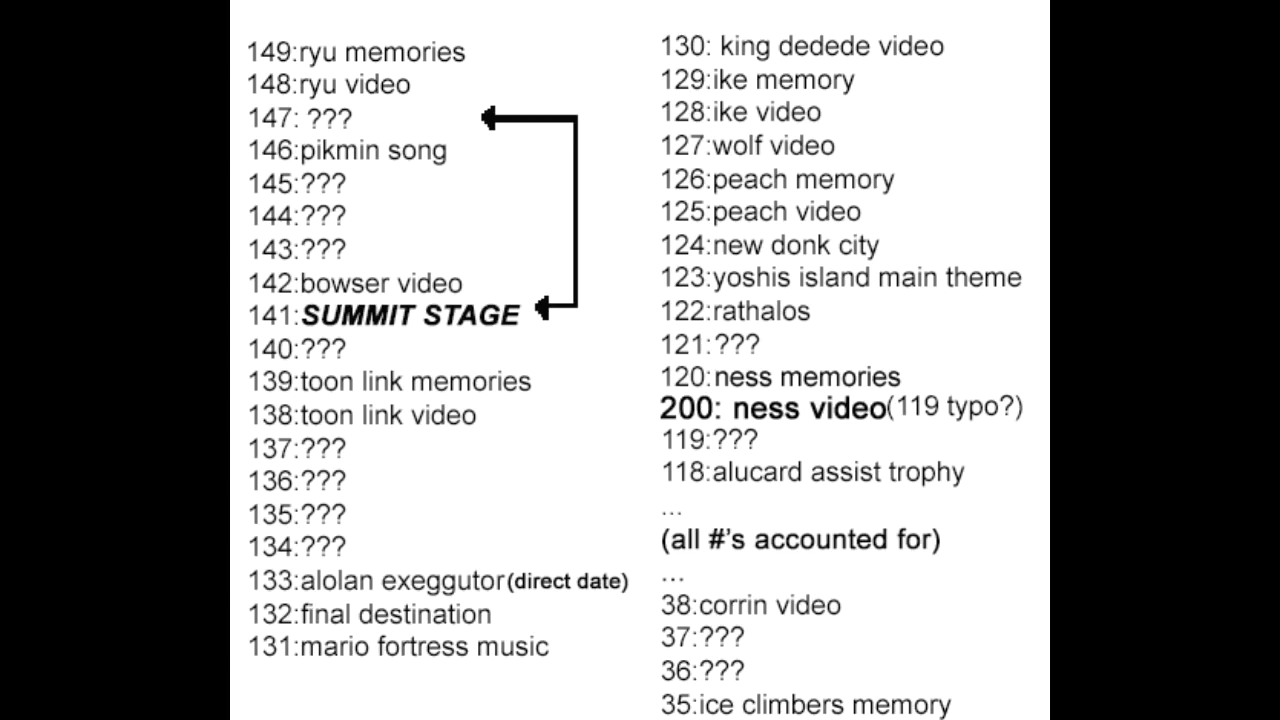 149:ryu memories
148:ryu video
147: ???
146:pikmin song
145:???
144:???
143:???
142:bowser video
141:SUMMIT STAGE
140:???
139:toon link memories
138:toon link video
137:???
136:???
135:???
134:???
133:alolan exeggutor(direct date)
132:final destination
131:mario fortress music
130: king dedede video
129:ike memory
128:ike video
127:wolf video
126:peach memory
125:peach video
124:new donk city
123:yoshis island main theme
122:rathalos
121:???
120:ness memories
200: ness video(119 typo?)
119:???
118:alucard assist trophy
...
(all #'s accounted for)
...
38:corrin video
37:???
36:???
35:ice climbers memory